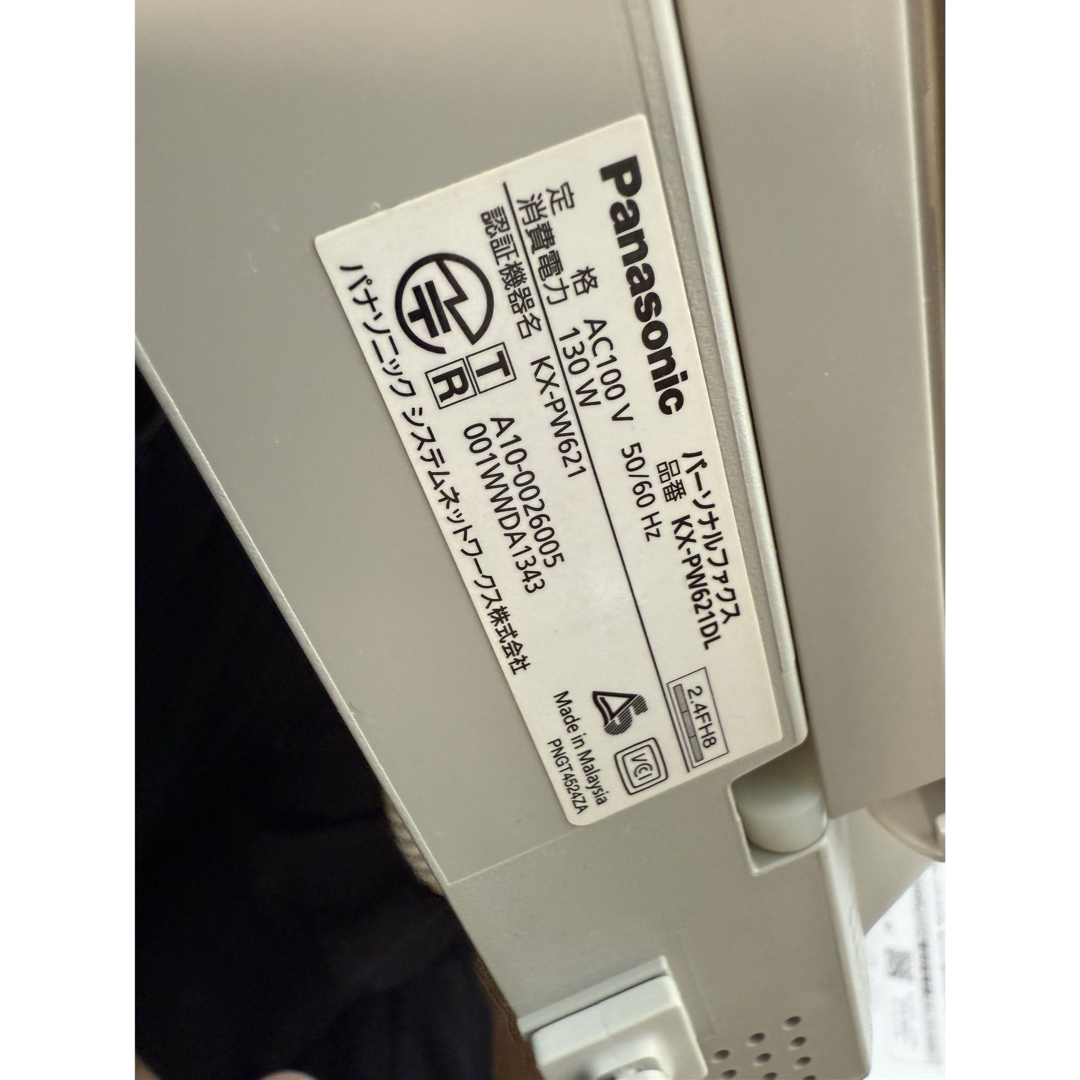 Panasonic
パーソナルファクス
品番 KX-PW621DL
定 格 AC100 V 50/60 Hz
消費電力 130 W
2.4FH8
認証機器名 KX-PW621
T A10-0026005
R 001WWDA1343
VCI
パナソニック システムネットワークス株式会社
Made in Malaysia
PNGT4524ZA